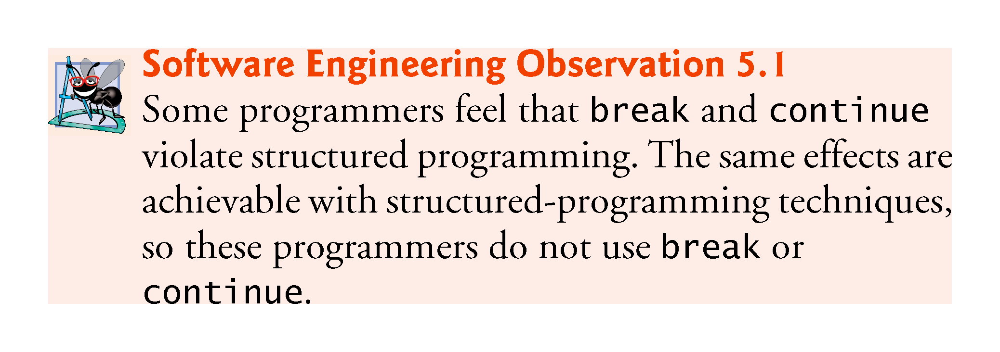 Software Engineering Observation 5.1
Some programmers feel that break and continue
violate structured programming. The same effects are
achievable with structured-programming techniques,
so these programmers do not use break or
continue.